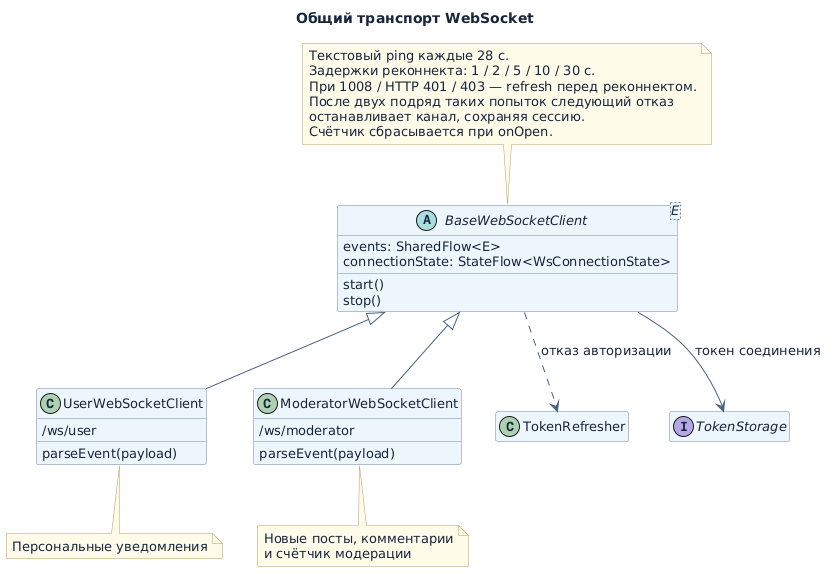 Общий транспорт WebSocket
Текстовый ping каждые 28 с.
Задержки реконнекта: 1 / 2 / 5 / 10 / 30 с.
При 1008 / HTTP 401 / 403 — refresh перед реконнектом.
После двух подряд таких попыток следующий отказ
останавливает канал, сохраняя сессию.
Счётчик сбрасывается при onOpen.
A BaseWebSocketClient E
events: SharedFlow<E>
connectionState: StateFlow<WsConnectionState>
start()
stop()
отказ авторизации
токен соединения
C UserWebSocketClient
/ws/user
parseEvent(payload)
C ModeratorWebSocketClient
/ws/moderator
parseEvent(payload)
C TokenRefresher
I TokenStorage
Персональные уведомления
Новые посты, комментарии
и счётчик модерации